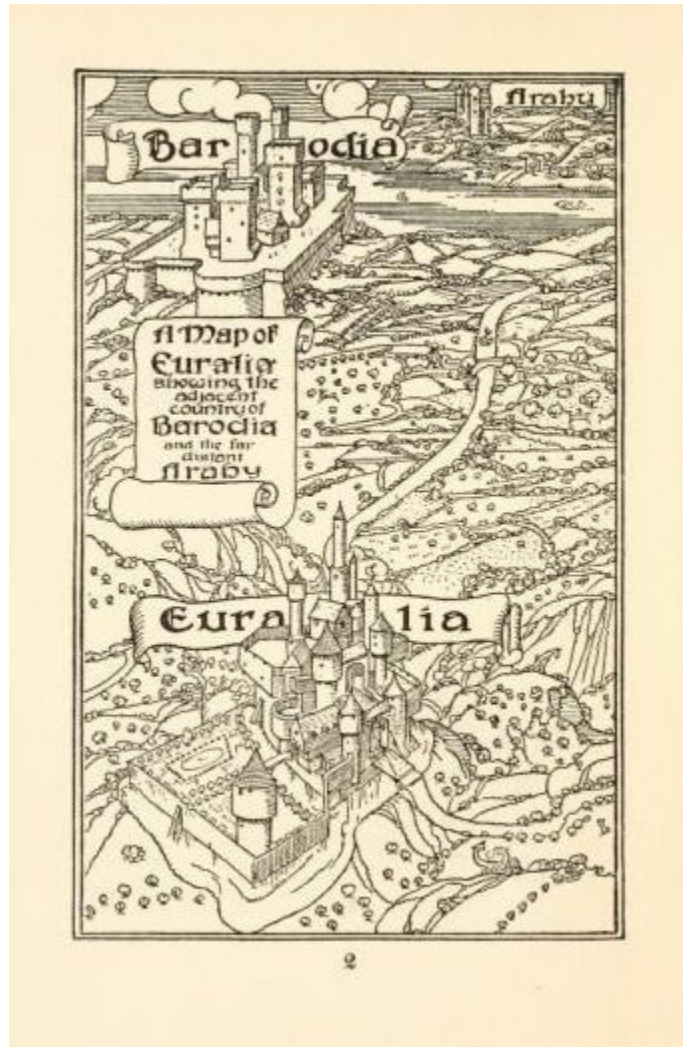 Araby
Barodia
A Map of
Euralia
showing the
adjacent
country of
Barodia
and the far
distant
Araby
Euralia
2